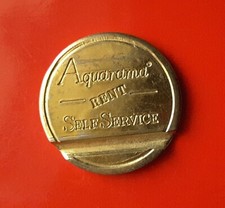 Aquarama
RENT
SELF SERVICE